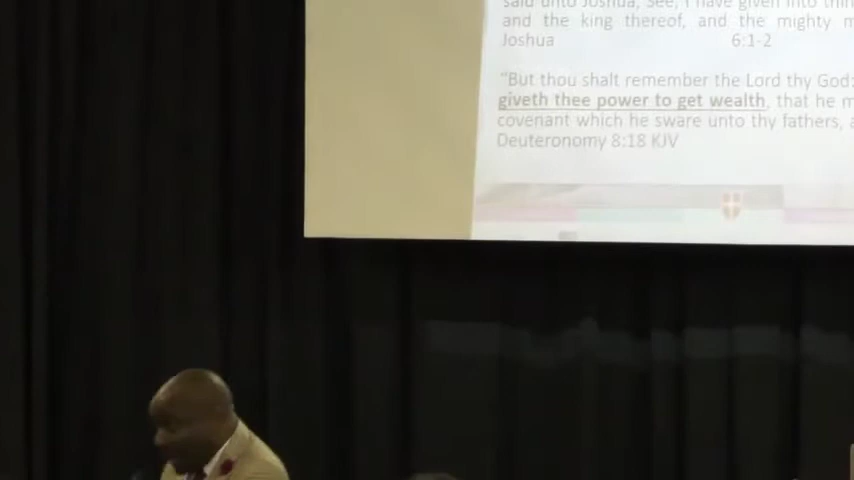 said unto Joshua, See, I have given into thin
and the king thereof, and the mighty m
Joshua 6:1-2
“But thou shalt remember the Lord thy God:
giveth thee power to get wealth, that he m
covenant which he sware unto thy fathers, a
Deuteronomy 8:18 KJV